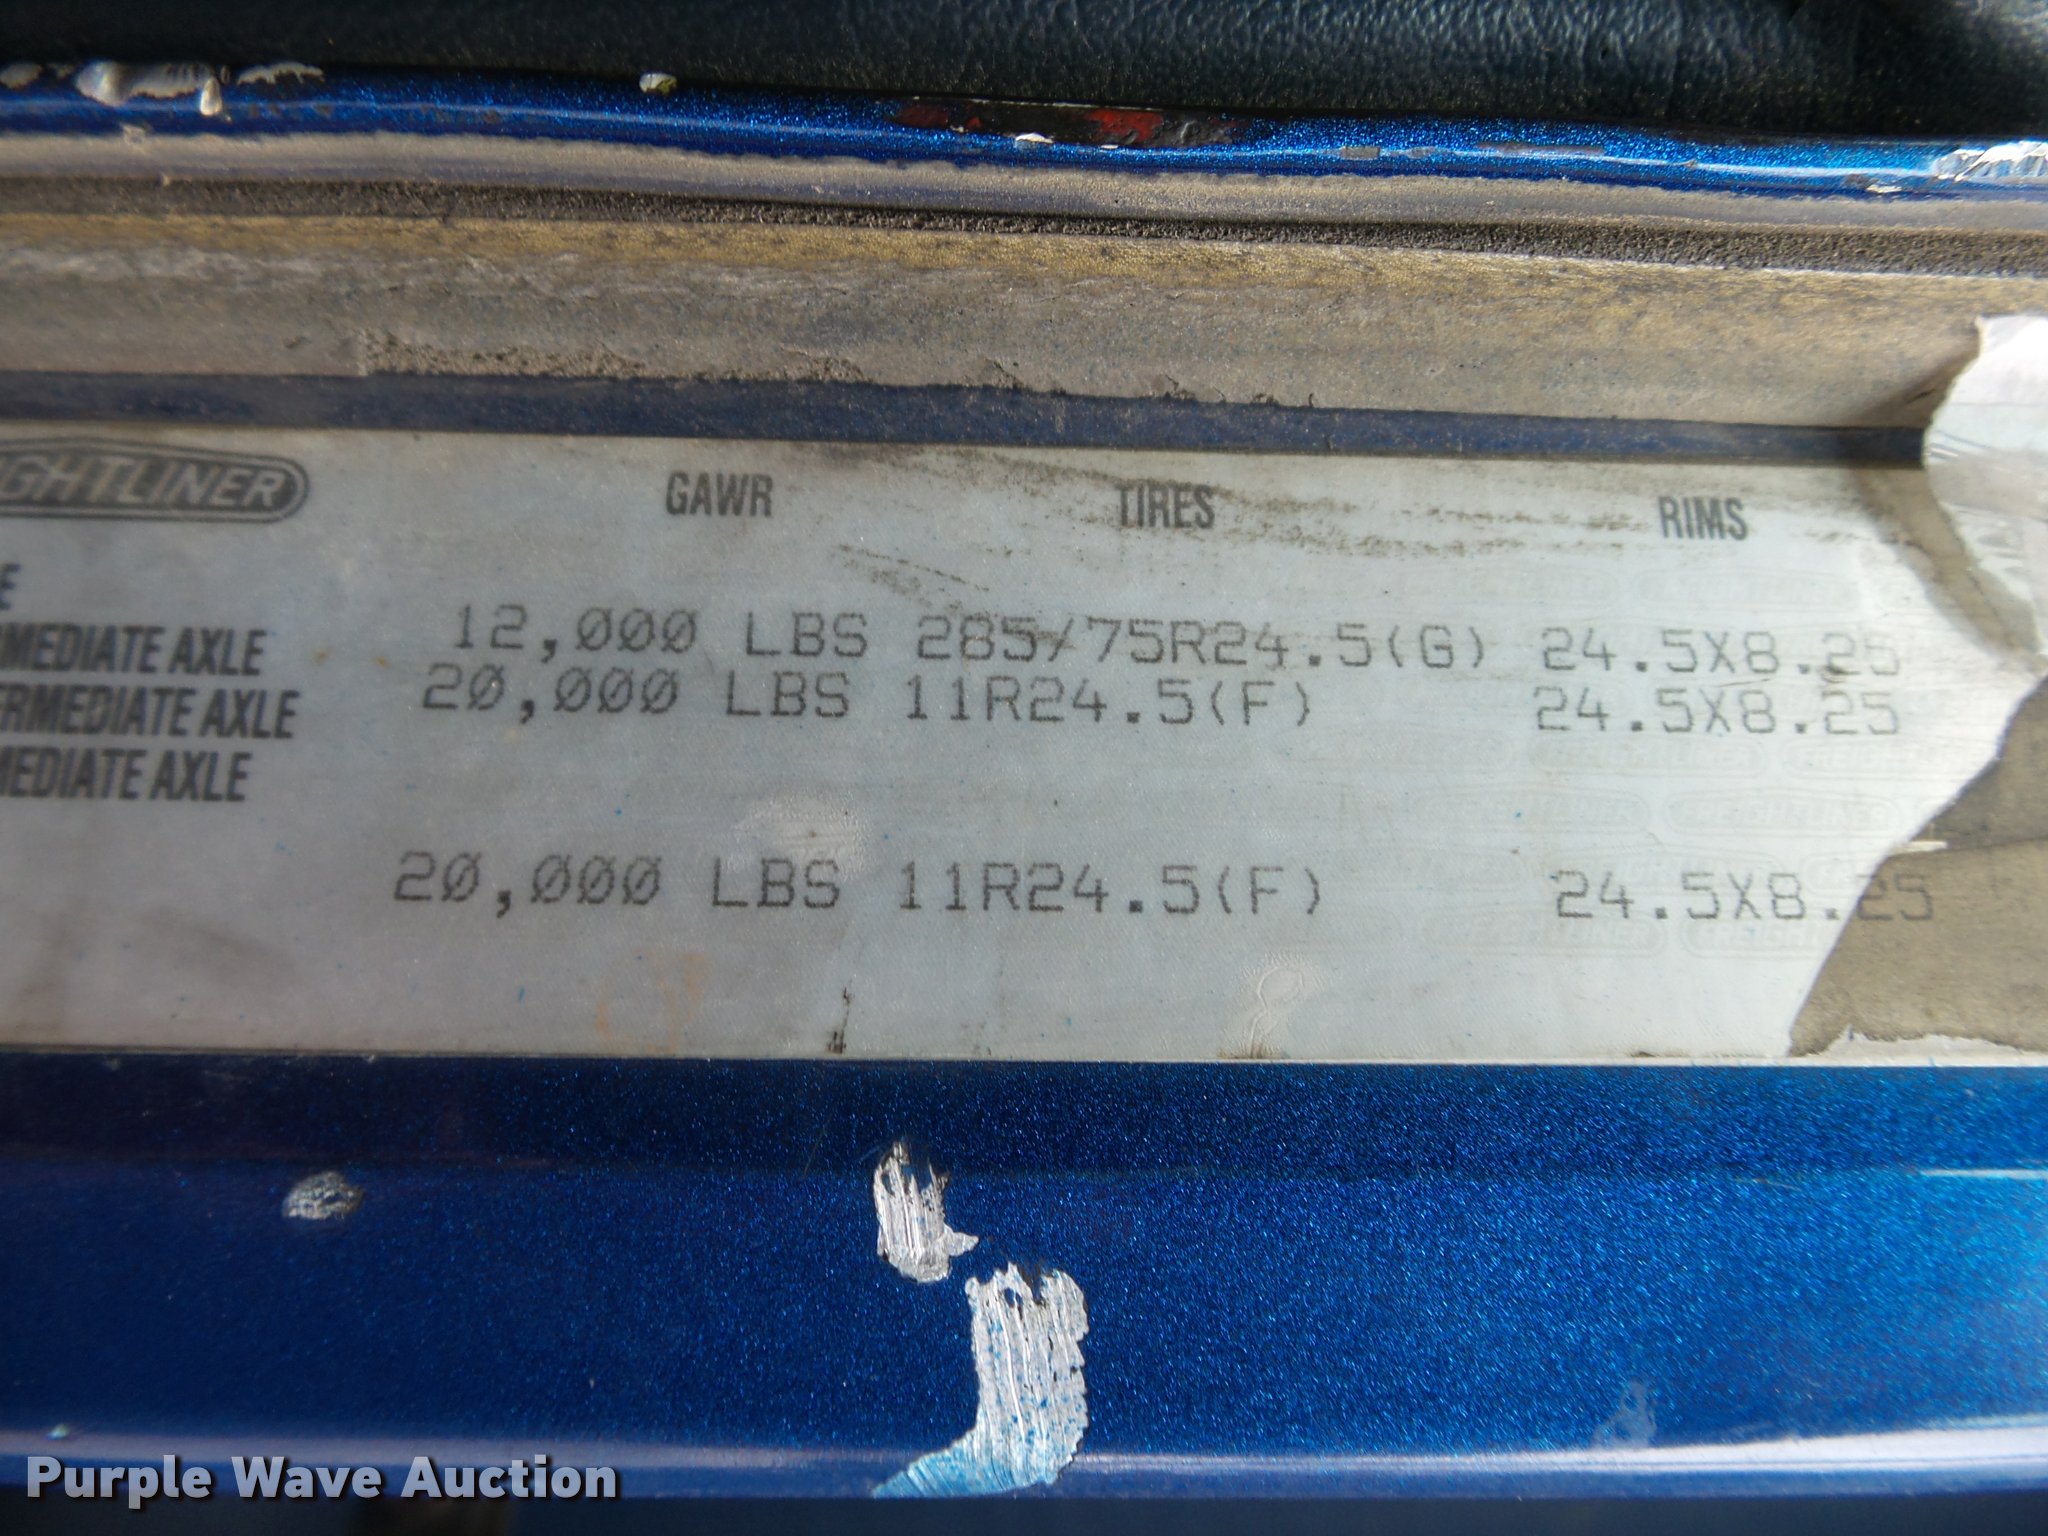 GHTLINER GAWR TIRES RIMS
E
MEDIATE AXLE 12,000 LBS 285/75R24.5(G) 24.5X8.25
ERMEDIATE AXLE 20,000 LBS 11R24.5(F) 24.5X8.25
MEDIATE AXLE
20,000 LBS 11R24.5(F) 24.5X8.25
Purple Wave Auction